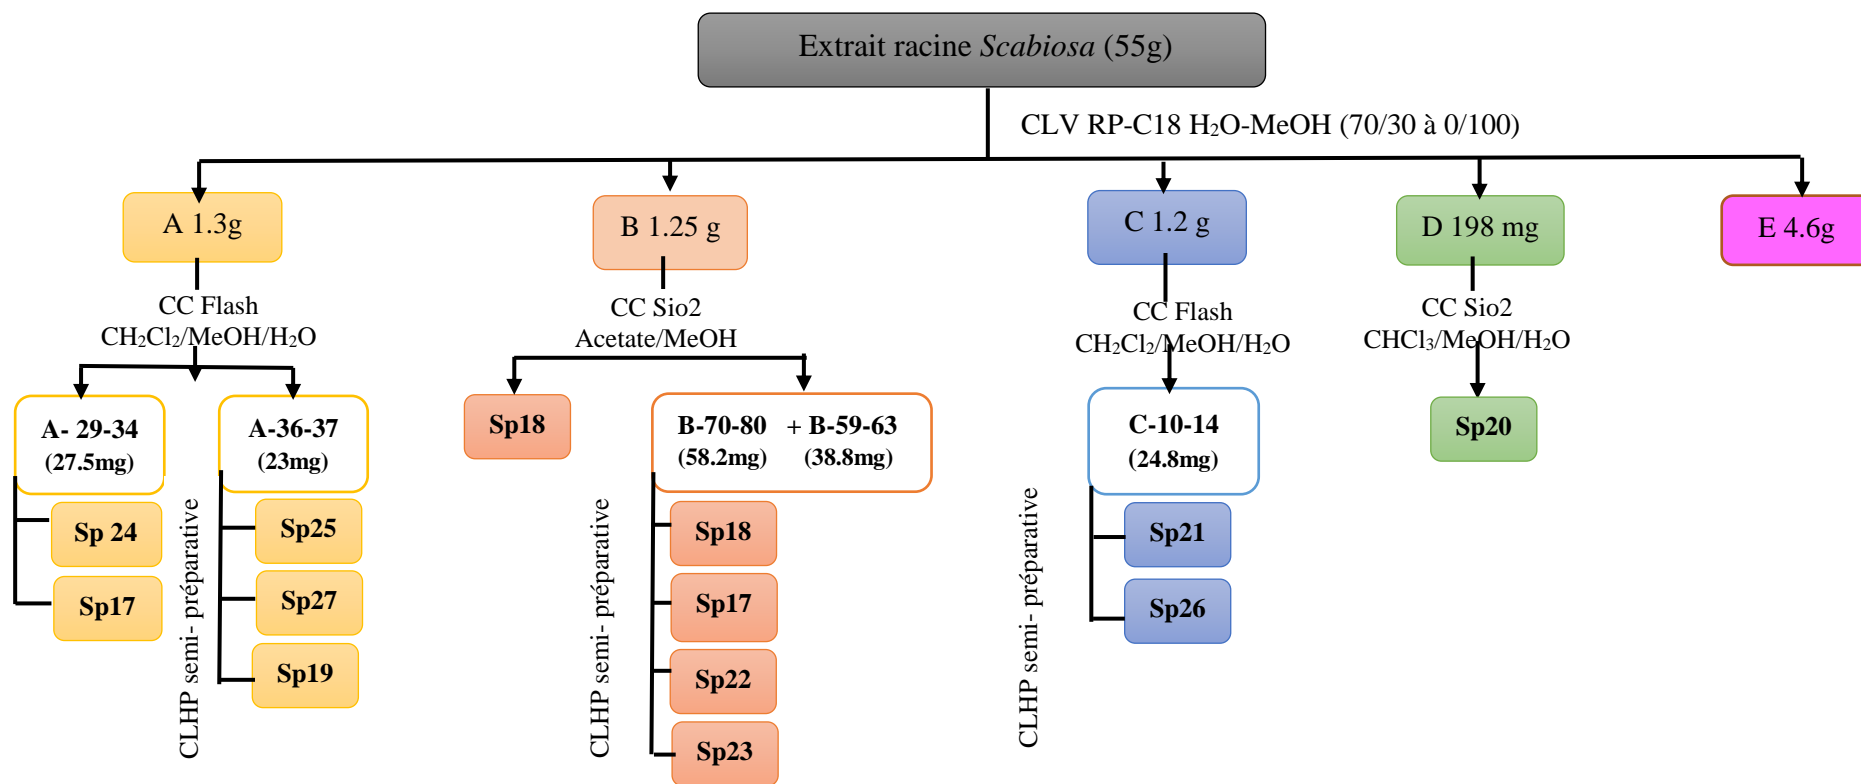 Extrait racine Scabiosa (55g)
CLV RP-C18 H₂O-MeOH (70/30 à 0/100)
A 1.3g
B 1.25 g
C 1.2 g
D 198 mg
E 4.6g
CC Flash
CH₂Cl₂/MeOH/H₂O
CC Sio2
Acetate/MeOH
CC Flash
CH₂Cl₂/MeOH/H₂O
CC Sio2
CHCl₃/MeOH/H₂O
A- 29-34
(27.5mg)
A-36-37
(23mg)
Sp18
B-70-80 + B-59-63
(58.2mg) (38.8mg)
C-10-14
(24.8mg)
Sp20
Sp 24
Sp17
CLHP semi- préparative
Sp25
Sp27
Sp19
CLHP semi- préparative
Sp18
Sp17
Sp22
Sp23
CLHP semi- préparative
Sp21
Sp26